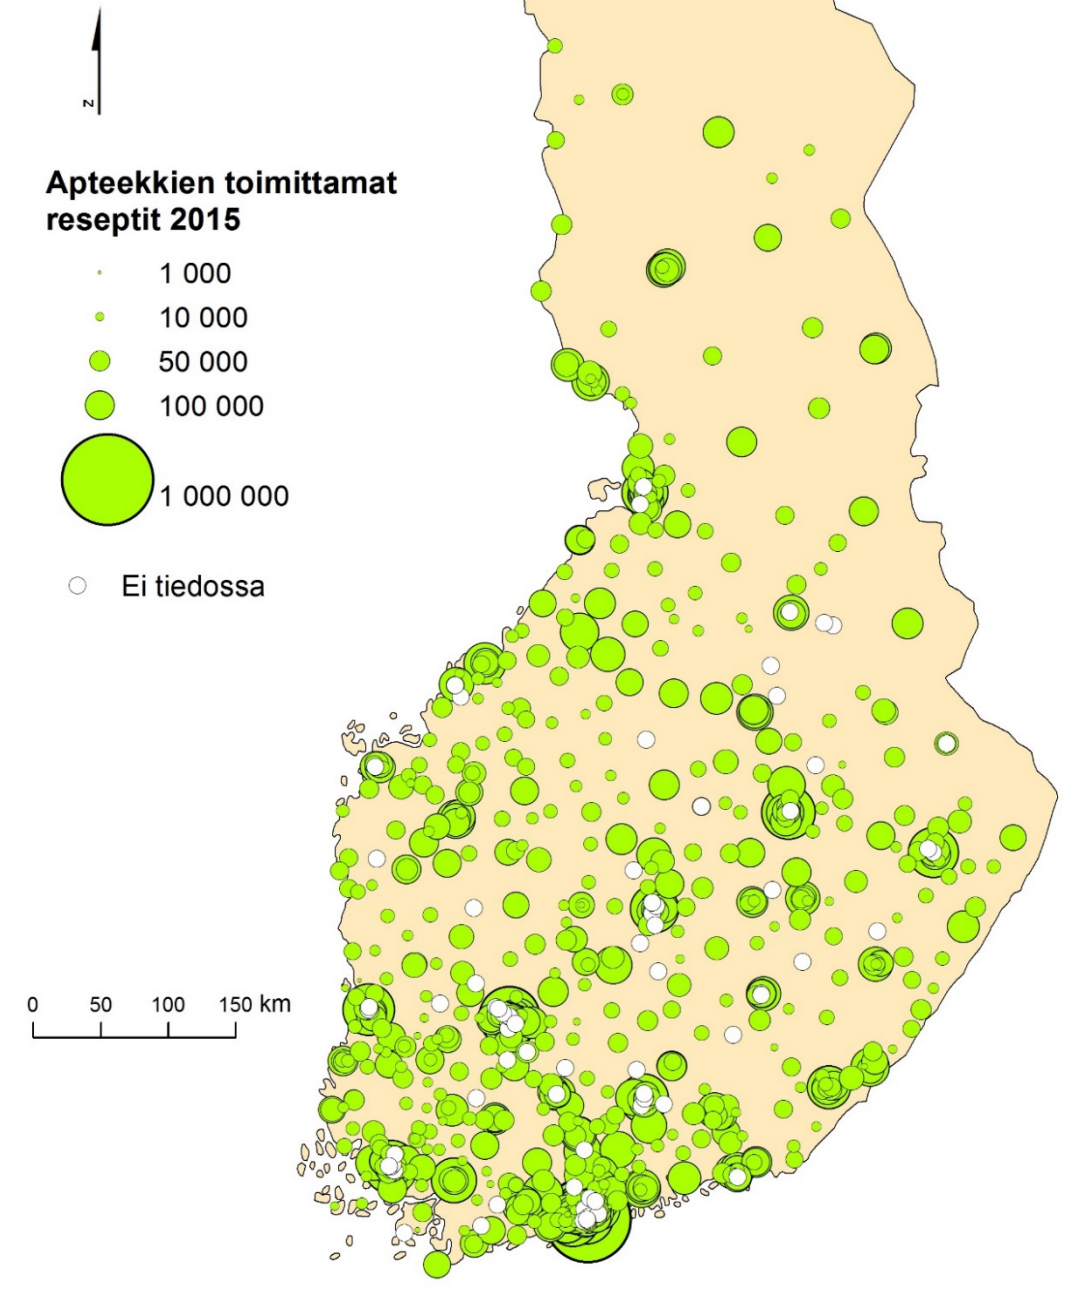 N
Apteekkien toimittamat
reseptit 2015
1 000
10 000
50 000
100 000
1 000 000
Ei tiedossa
0 50 100 150 km